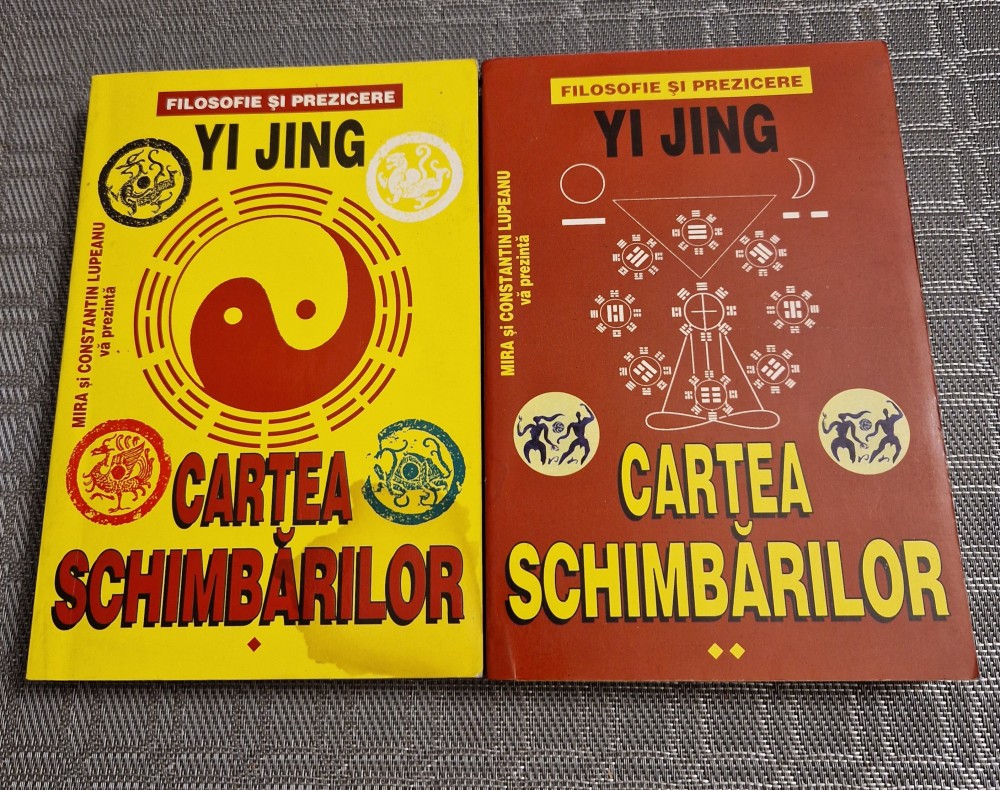 FILOSOFIE ȘI PREZICERE
YI JING
MIRA și CONSTANTIN LUPEANU
vă prezintă
CARTEA
SCHIMBĂRILOR
FILOSOFIE ȘI PREZICERE
YI JING
MIRA și CONSTANTIN LUPEANU
vă prezintă
CARTEA
SCHIMBĂRILOR